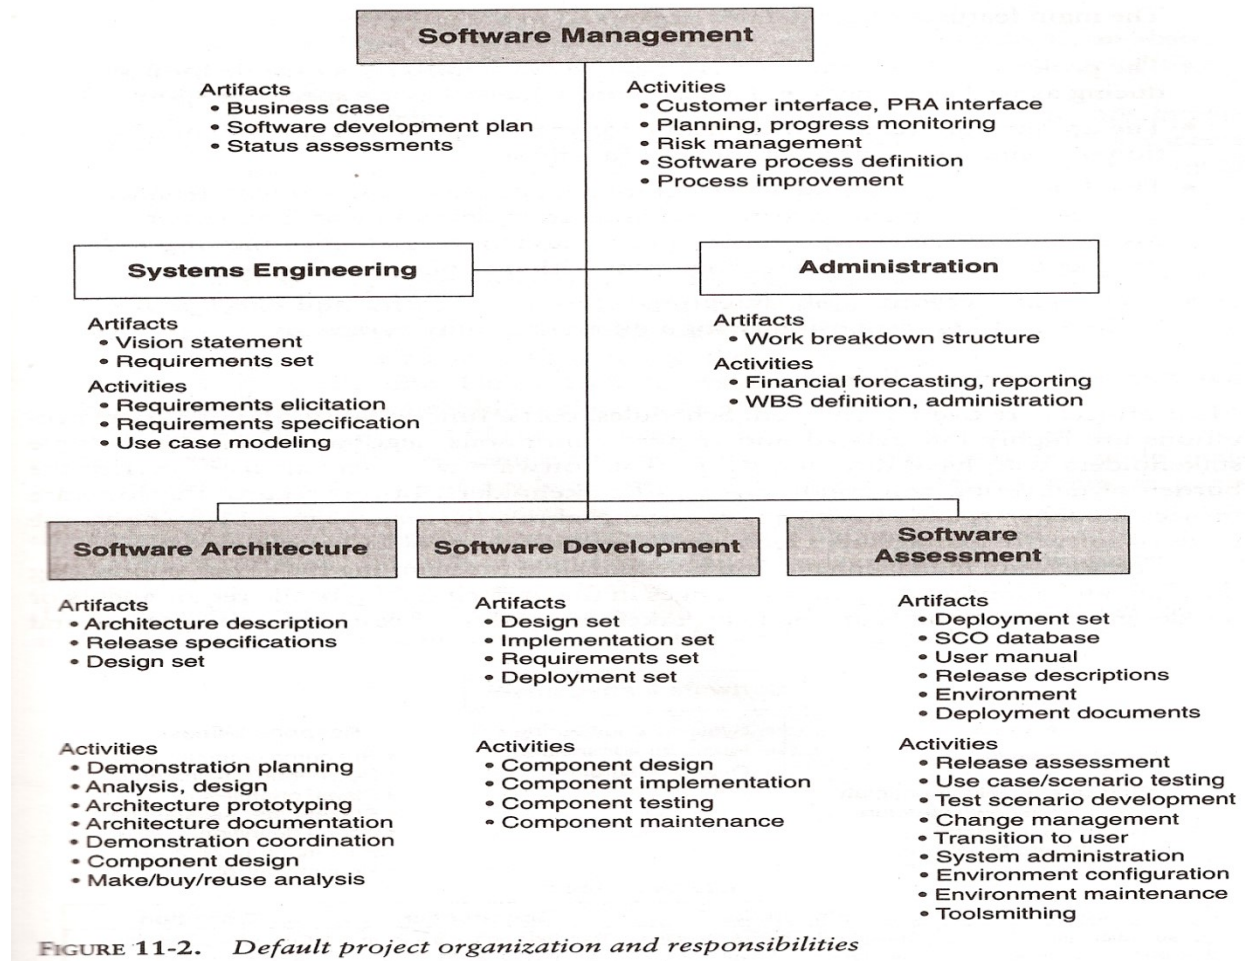 Software Management
Artifacts
• Business case
• Software development plan
• Status assessments
Activities
• Customer interface, PRA interface
• Planning, progress monitoring
• Risk management
• Software process definition
• Process improvement
Systems Engineering
Artifacts
• Vision statement
• Requirements set
Activities
• Requirements elicitation
• Requirements specification
• Use case modeling
Administration
Artifacts
• Work breakdown structure
Activities
• Financial forecasting, reporting
• WBS definition, administration
Software Architecture
Artifacts
• Architecture description
• Release specifications
• Design set
Activities
• Demonstration planning
• Analysis, design
• Architecture prototyping
• Architecture documentation
• Demonstration coordination
• Component design
• Make/buy/reuse analysis
Software Development
Artifacts
• Design set
• Implementation set
• Requirements set
• Deployment set
Activities
• Component design
• Component implementation
• Component testing
• Component maintenance
Software
Assessment
Artifacts
• Deployment set
• SCO database
• User manual
• Release descriptions
• Environment
• Deployment documents
Activities
• Release assessment
• Use case/scenario testing
• Test scenario development
• Change management
• Transition to user
• System administration
• Environment configuration
• Environment maintenance
• Toolsmithing
FIGURE 11-2. Default project organization and responsibilities